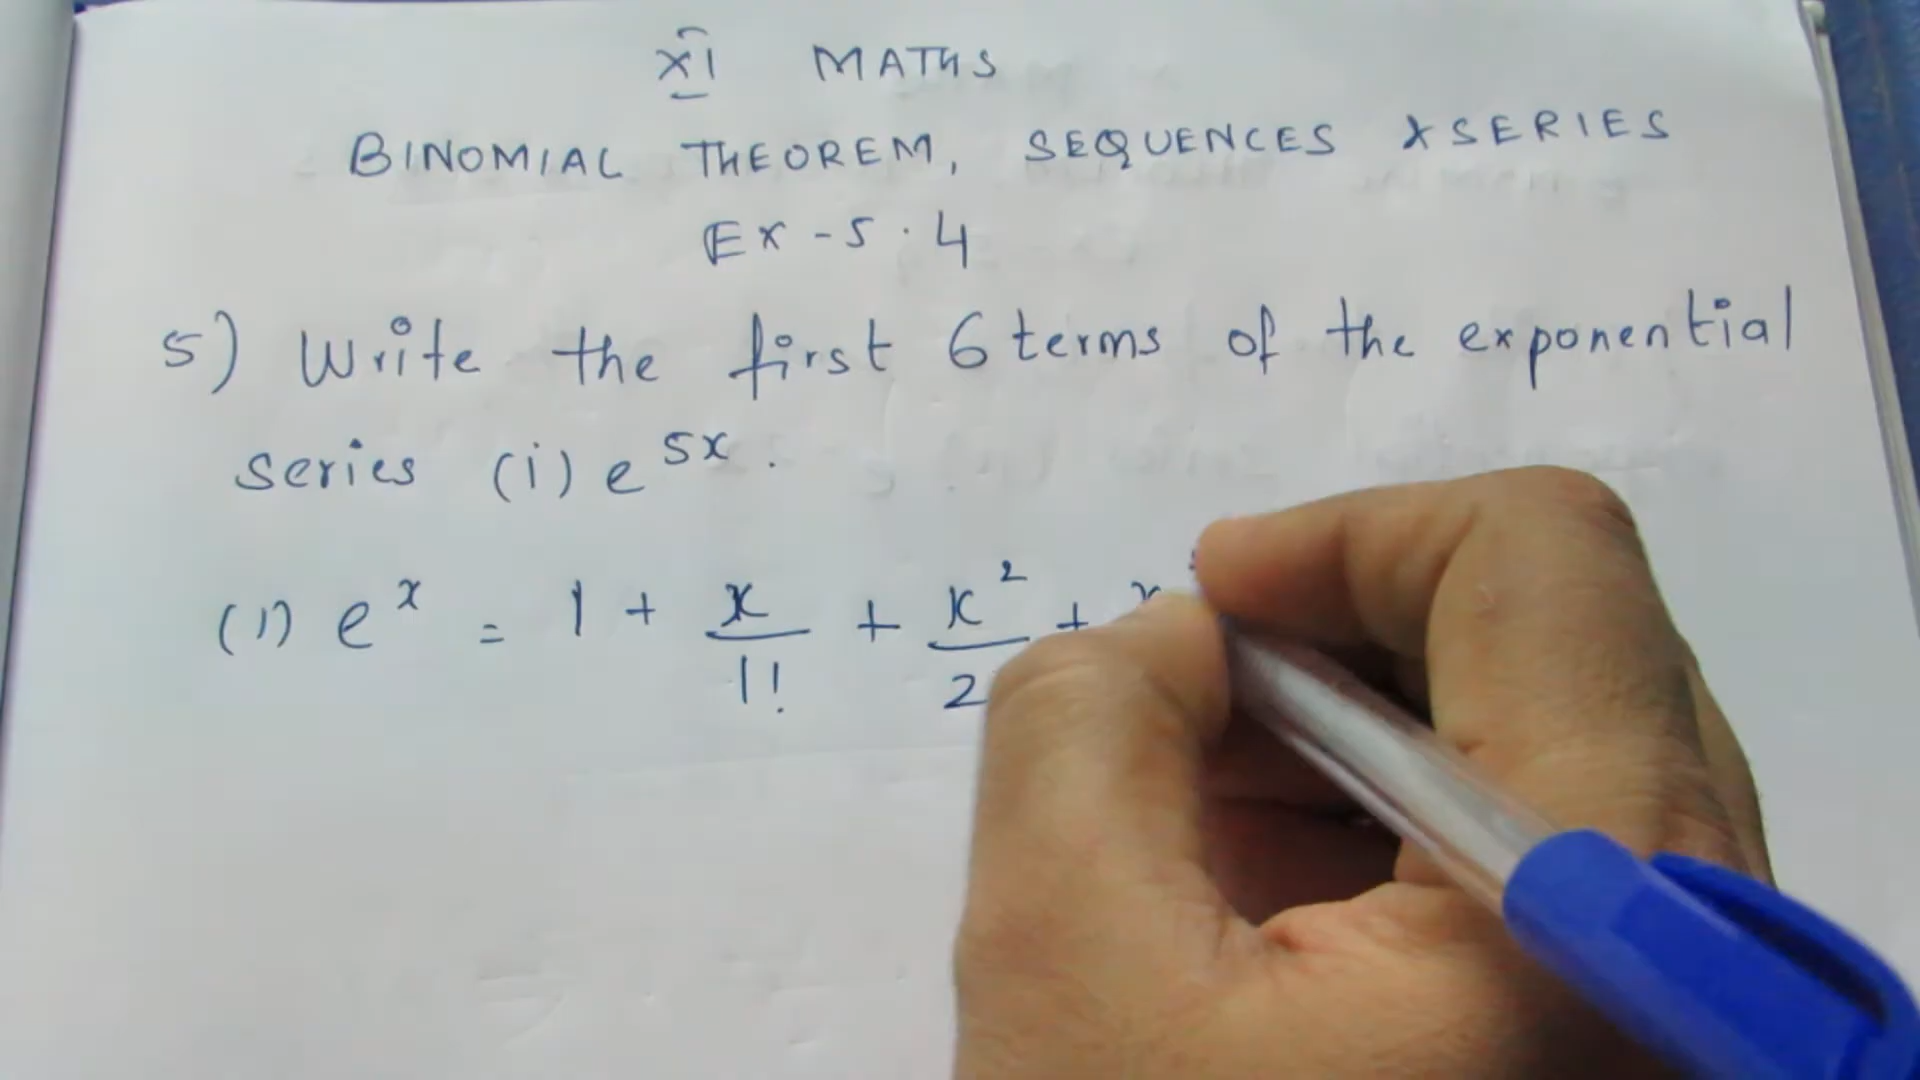 XI MATHS
BINOMIAL THEOREM, SEQUENCES & SERIES
EX - 5.4
5) Write the first 6 terms of the exponential
series (i) e^5x.
(1) e^x = 1 + x/1! + x^2/2 + x